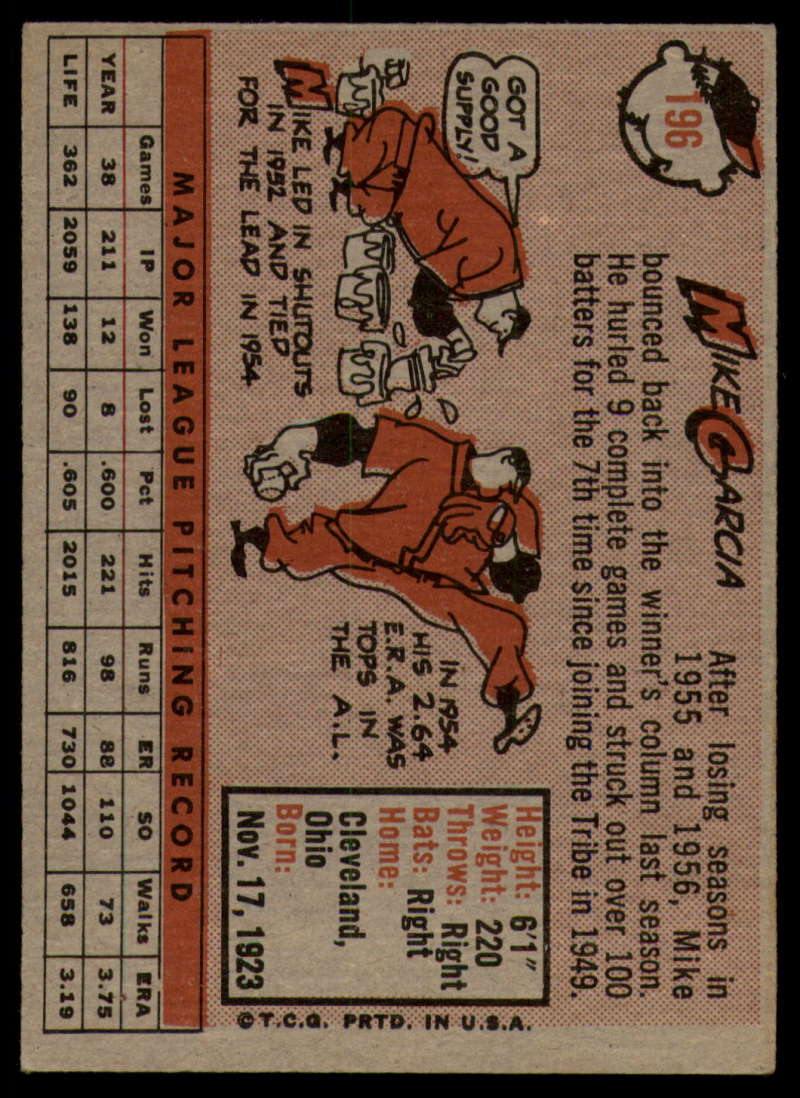 196
MIKE GARCIA
After losing seasons in
1955 and 1956, Mike
bounced back into the winner's column last season.
He hurled 9 complete games and struck out over 100
batters for the 7th time since joining the Tribe in 1949.
GOT A
GOOD
SUPPLY!
MIKE LED IN SHUTOUTS
IN 1952 AND TIED
FOR THE LEAD IN 1954
IN 1954
HIS 2.64
E.R.A. WAS
TOPS IN
THE A.L.
Height: 6'1"
Weight: 220
Throws: Right
Bats: Right
Home:
Cleveland,
Ohio
Born:
Nov. 17, 1923
© T.C.G. PRTD. IN U.S.A.
MAJOR LEAGUE PITCHING RECORD
Games IP Won Lost Pct Hits Runs ER SO Walks ERA
YEAR 38 211 12 8 .600 221 98 88 110 73 3.75
LIFE 362 2059 138 90 .605 2015 816 730 1044 658 3.19